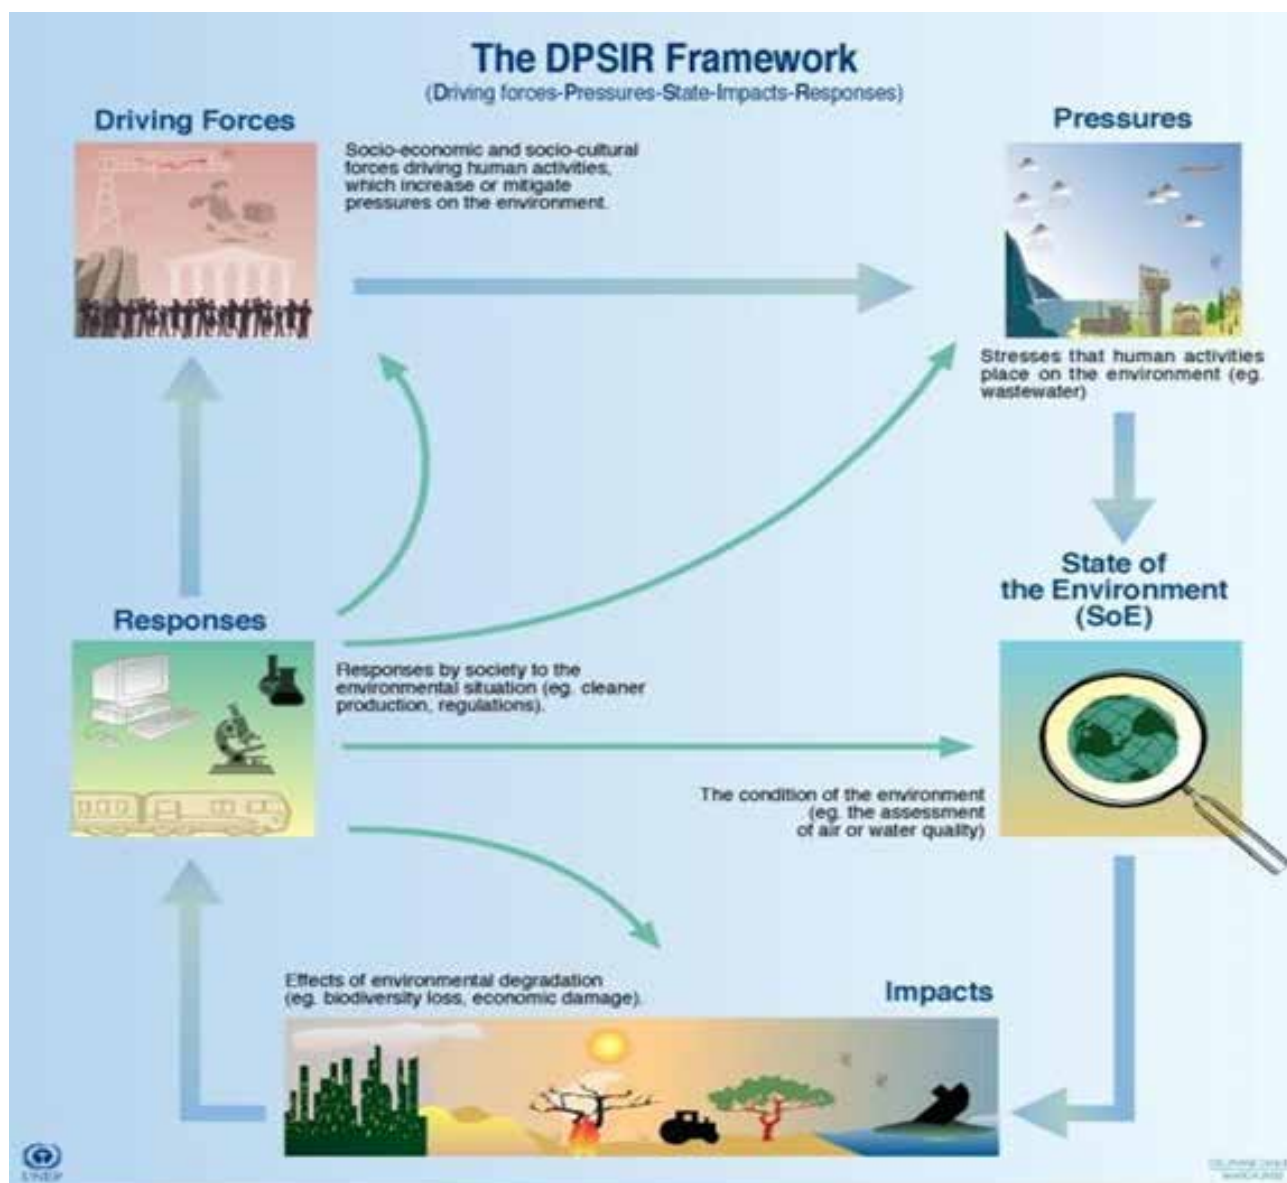 The DPSIR Framework
(Driving forces-Pressures-State-Impacts-Responses)
Driving Forces
Socio-economic and socio-cultural
forces driving human activities,
which increase or mitigate
pressures on the environment.
Pressures
Stresses that human activities
place on the environment (eg.
wastewater)
State of
the Environment
(SoE)
Responses
Responses by society to the
environmental situation (eg. cleaner
production, regulations).
The condition of the environment
(eg. the assessment
of air or water quality)
Effects of environmental degradation
(eg. biodiversity loss, economic damage).
Impacts
UNEP